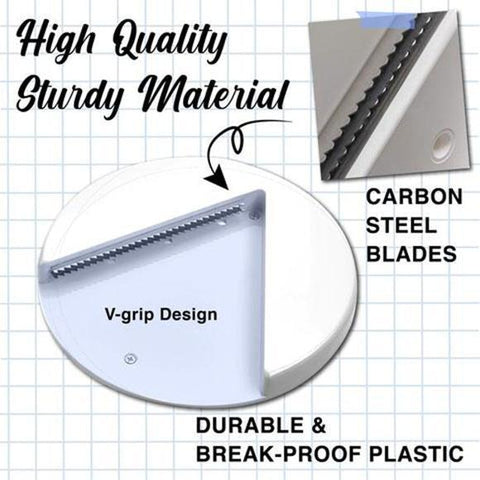 High Quality
Sturdy Material
CARBON
STEEL
BLADES
V-grip Design
DURABLE &
BREAK-PROOF PLASTIC